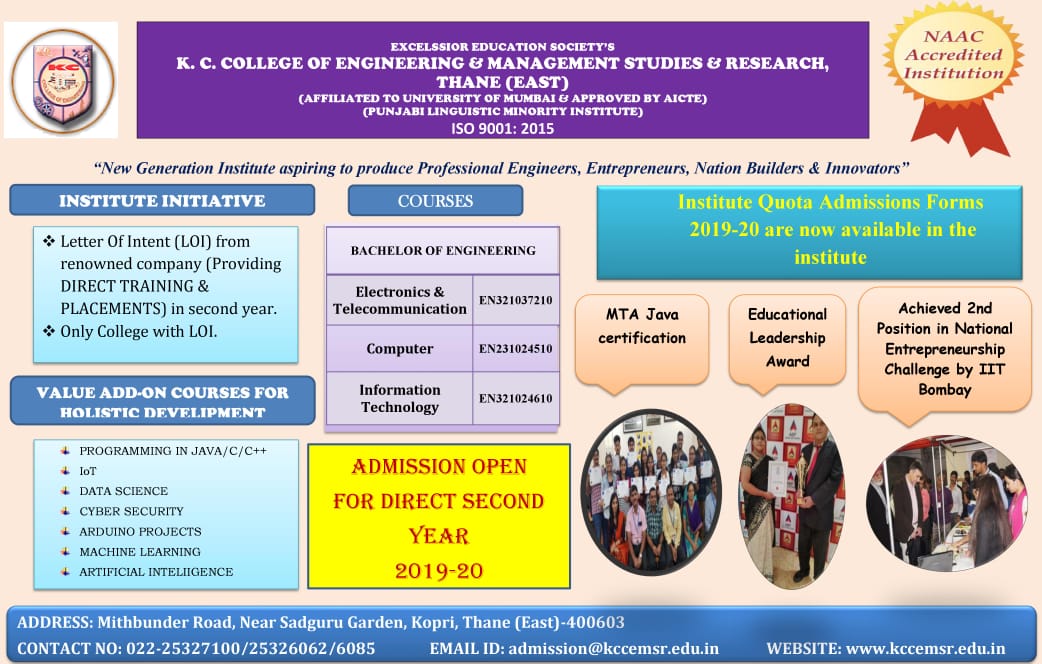 KC
COLLEGE OF ENGINEERING
EXCELSSIOR EDUCATION SOCIETY'S
K. C. COLLEGE OF ENGINEERING & MANAGEMENT STUDIES & RESEARCH,
THANE (EAST)
(AFFILIATED TO UNIVERSITY OF MUMBAI & APPROVED BY AICTE)
(PUNJABI LINGUISTIC MINORITY INSTITUTE)
ISO 9001: 2015
NAAC
Accredited
Institution
“New Generation Institute aspiring to produce Professional Engineers, Entrepreneurs, Nation Builders & Innovators”
INSTITUTE INITIATIVE
❖ Letter Of Intent (LOI) from
renowned company (Providing
DIRECT TRAINING &
PLACEMENTS) in second year.
❖ Only College with LOI.
VALUE ADD-ON COURSES FOR
HOLISTIC DEVELIPMENT
PROGRAMMING IN JAVA/C/C++
IoT
DATA SCIENCE
CYBER SECURITY
ARDUINO PROJECTS
MACHINE LEARNING
ARTIFICIAL INTELIIGENCE
COURSES
BACHELOR OF ENGINEERING
Electronics &
Telecommunication EN321037210
Computer EN231024510
Information
Technology EN321024610
ADMISSION OPEN
FOR DIRECT SECOND
YEAR
2019-20
Institute Quota Admissions Forms
2019-20 are now available in the
institute
MTA Java
certification
Educational
Leadership
Award
Achieved 2nd
Position in National
Entrepreneurship
Challenge by IIT
Bombay
ADDRESS: Mithbunder Road, Near Sadguru Garden, Kopri, Thane (East)-400603
CONTACT NO: 022-25327100/25326062/6085 EMAIL ID: admission@kccemsr.edu.in WEBSITE: www.kccemsr.edu.in